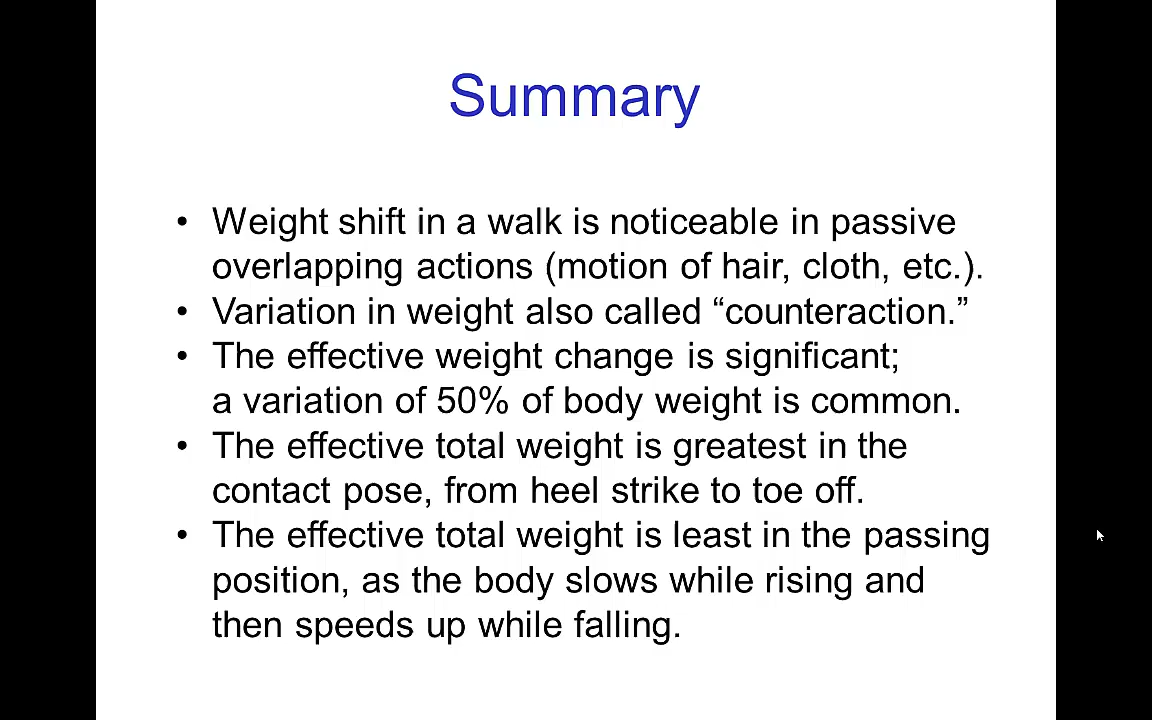 Summary
• Weight shift in a walk is noticeable in passive
overlapping actions (motion of hair, cloth, etc.).
• Variation in weight also called “counteraction.”
• The effective weight change is significant;
a variation of 50% of body weight is common.
• The effective total weight is greatest in the
contact pose, from heel strike to toe off.
• The effective total weight is least in the passing
position, as the body slows while rising and
then speeds up while falling.